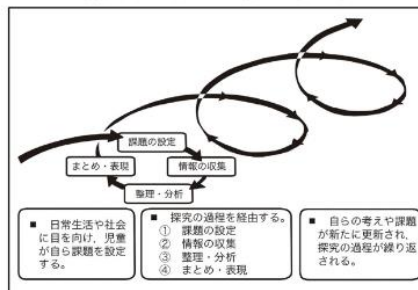 課題の設定
まとめ・表現
情報の収集
整理・分析
■ 日常生活や社会
に目を向け，児童
が自ら課題を設定
する。
■ 探究の過程を経由する。
① 課題の設定
② 情報の収集
③ 整理・分析
④ まとめ・表現
■ 自らの考えや課題
が新たに更新され，
探究の過程が繰り返
される。